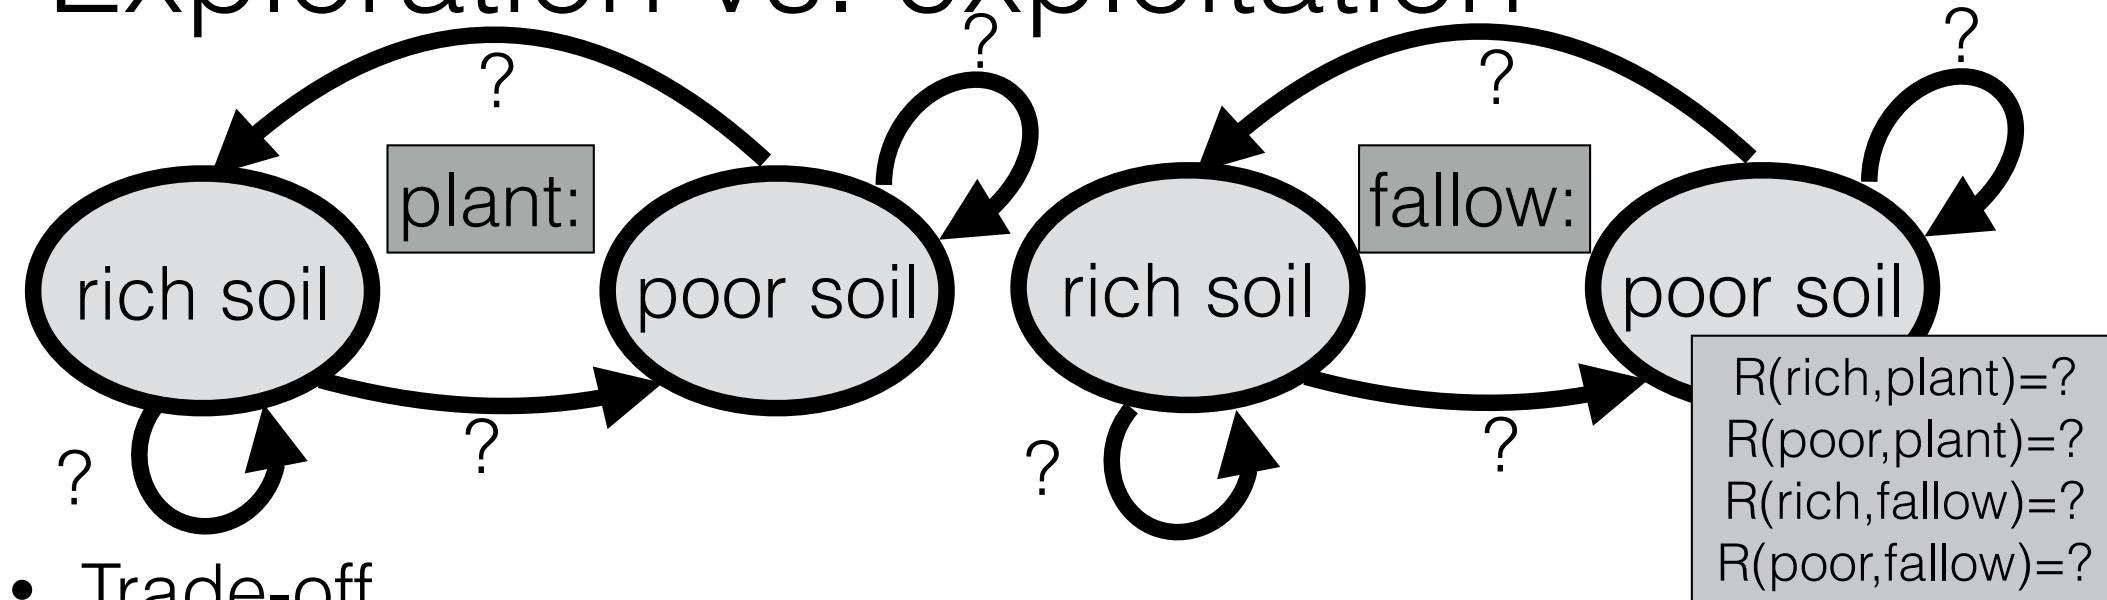 Exploration vs. exploitation
?
?
?
?
plant:
fallow:
rich soil
poor soil
rich soil
poor soil
R(rich,plant)=?
R(poor,plant)=?
R(rich,fallow)=?
R(poor,fallow)=?
?
?
?
?
• Trade-off